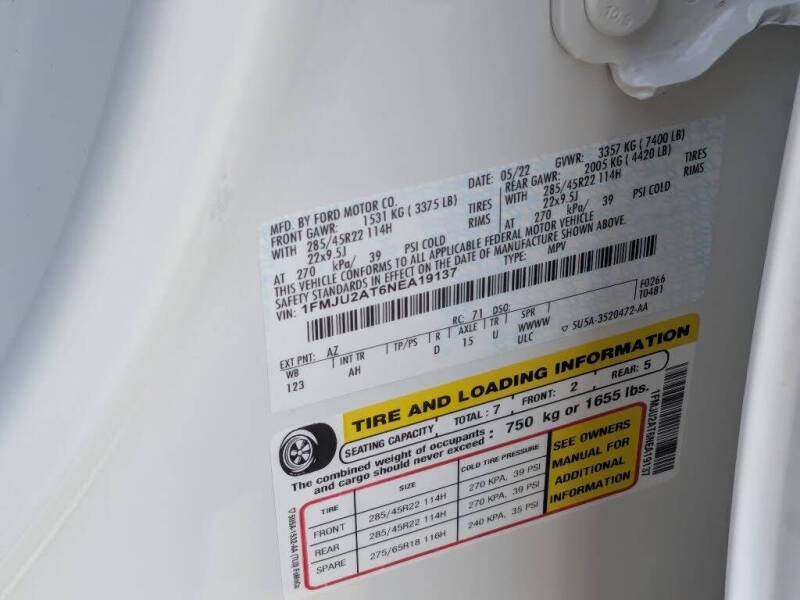 10.9
MFD. BY FORD MOTOR CO.
DATE: 05/22 GVWR: 3357 KG ( 7400 LB)
FRONT GAWR: 1531 KG ( 3375 LB) REAR GAWR: 2005 KG ( 4420 LB)
WITH 285/45R22 114H TIRES WITH 285/45R22 114H TIRES
22x9.5J RIMS 22x9.5J RIMS
AT 270 kPa/ 39 PSI COLD AT 270 kPa/ 39 PSI COLD
THIS VEHICLE CONFORMS TO ALL APPLICABLE FEDERAL MOTOR VEHICLE
SAFETY STANDARDS IN EFFECT ON THE DATE OF MANUFACTURE SHOWN ABOVE.
VIN: 1FMJU2AT6NEA19137 TYPE: MPV
F0266
T0481
EXT PNT: AZ RC: 71 DSO:
WB INT TR TP/PS R AXLE TR SPR
123 AH D 15 U WWWW
ULC ▽ 5U5A-3520472-AA
TIRE AND LOADING INFORMATION
SEATING CAPACITY TOTAL: 7 FRONT: 2 REAR: 5
The combined weight of occupants
and cargo should never exceed : 750 kg or 1655 lbs.
TIRE SIZE COLD TIRE PRESSURE
FRONT 285/45R22 114H 270 KPA, 39 PSI
REAR 285/45R22 114H 270 KPA, 39 PSI
SPARE 275/65R18 116H 240 KPA, 35 PSI
SEE OWNERS
MANUAL FOR
ADDITIONAL
INFORMATION
1FMJU2AT6NEA19137